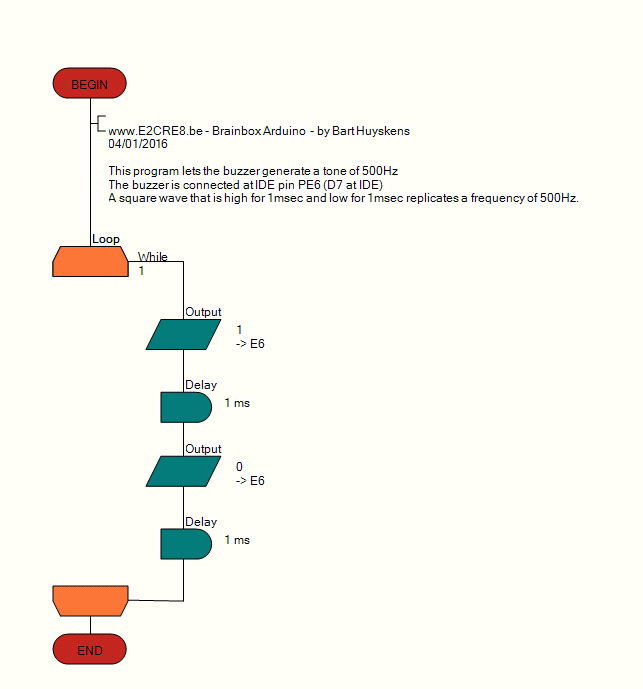 BEGIN
www.E2CRE8.be - Brainbox Arduino - by Bart Huyskens
04/01/2016
This program lets the buzzer generate a tone of 500Hz
The buzzer is connected at IDE pin PE6 (D7 at IDE)
A square wave that is high for 1msec and low for 1msec replicates a frequency of 500Hz.
Loop
While
1
Output
1
-> E6
Delay
1 ms
Output
0
-> E6
Delay
1 ms
END